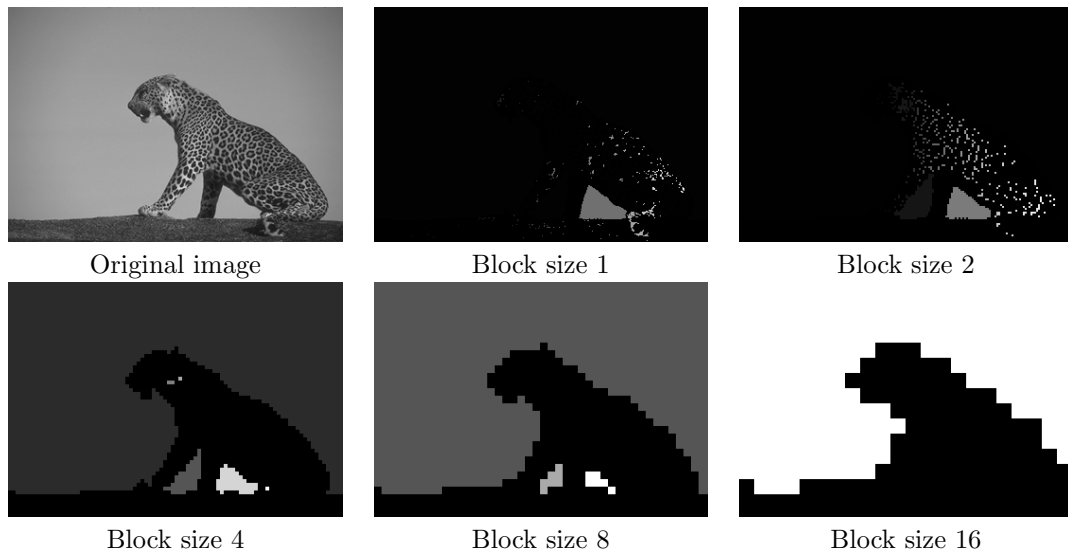 Original image
Block size 1
Block size 2
Block size 4
Block size 8
Block size 16